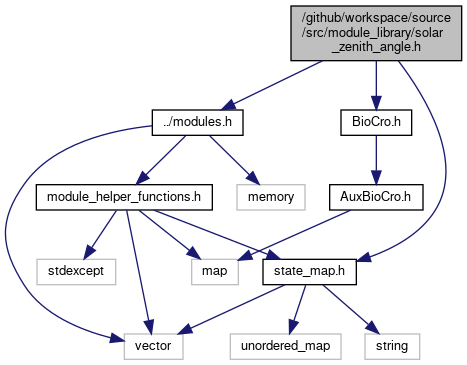 /github/workspace/source
/src/module_library/solar
_zenith_angle.h
../modules.h
BioCro.h
module_helper_functions.h
memory
AuxBioCro.h
stdexcept
map
state_map.h
vector
unordered_map
string